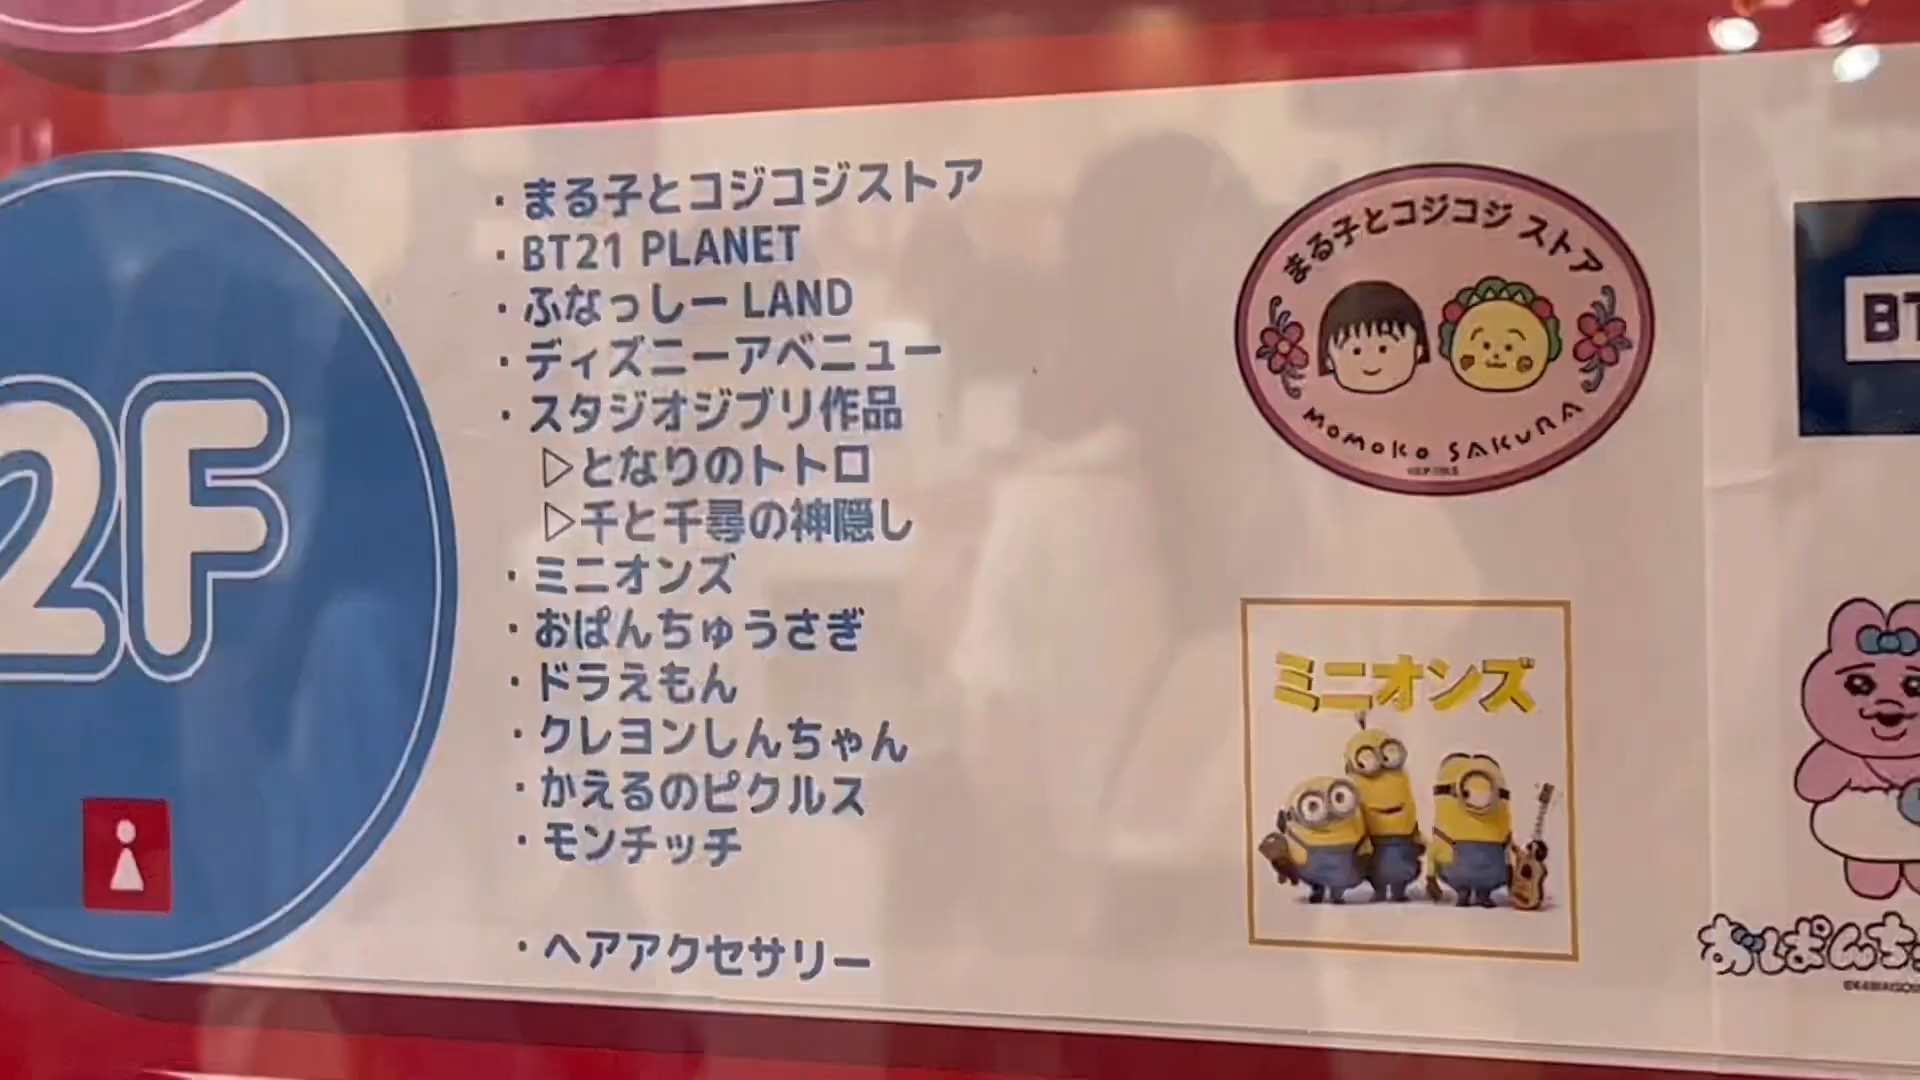 2F
・まる子とコジコジストア
・BT21 PLANET
・ふなっしーLAND
・ディズニーアベニュー
・スタジオジブリ作品
▷となりのトトロ
▷千と千尋の神隠し
・ミニオンズ
・おぱんちゅうさぎ
・ドラえもん
・クレヨンしんちゃん
・かえるのピクルス
・モンチッチ
・ヘアアクセサリー
まる子とコジコジ ストア
MOMOKO SAKURA
BT
ミニオンズ
おぱんち